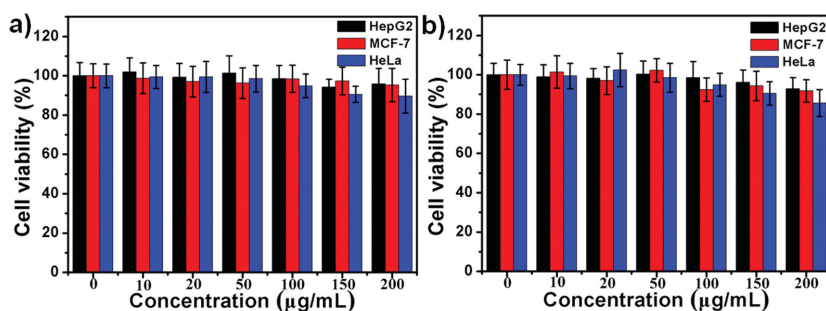 a)
Cell viability (%)
120
100
80
60
40
20
0
HepG2
MCF-7
HeLa
0 10 20 50 100 150 200
Concentration (μg/mL)
b)
Cell viability (%)
120
100
80
60
40
20
0
HepG2
MCF-7
HeLa
0 10 20 50 100 150 200
Concentration (μg/mL)